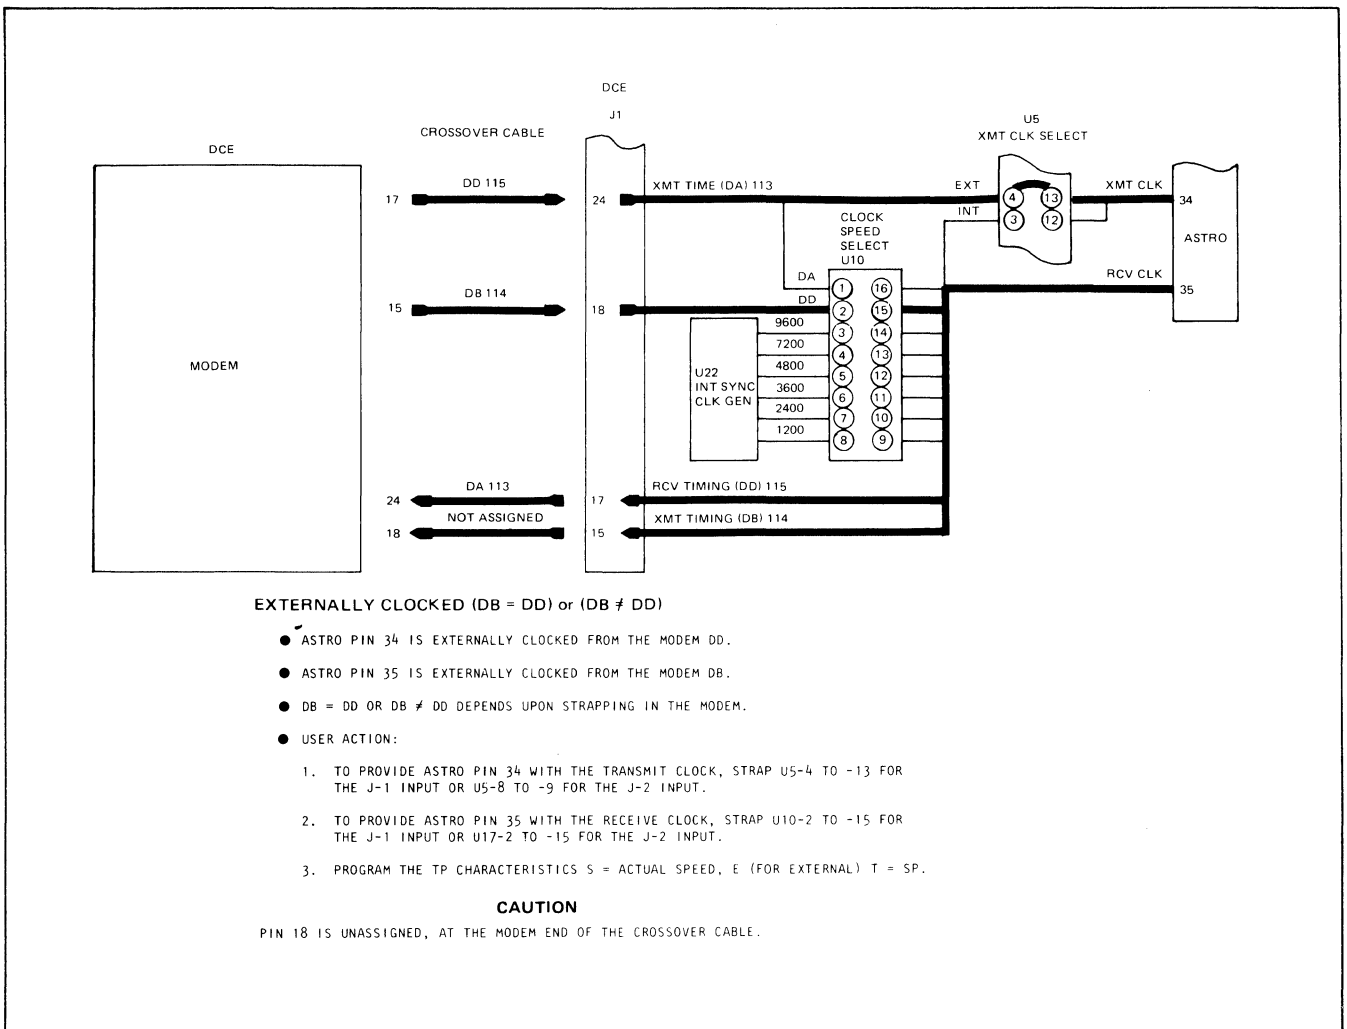 DCE
J1
U5
XMT CLK SELECT
CROSSOVER CABLE
DCE
DD 115
17
24
XMT TIME (DA) 113
EXT
4
13
XMT CLK
34
INT
3
12
CLOCK
SPEED
SELECT
U10
ASTRO
RCV CLK
35
DA
1
16
DB 114
15
18
DD
2
15
9600
3
14
7200
4
13
4800
5
12
3600
6
11
2400
7
10
1200
8
9
U22
INT SYNC
CLK GEN
MODEM
DA 113
24
17
RCV TIMING (DD) 115
NOT ASSIGNED
18
15
XMT TIMING (DB) 114
EXTERNALLY CLOCKED (DB = DD) or (DB ≠ DD)
● ASTRO PIN 34 IS EXTERNALLY CLOCKED FROM THE MODEM DD.
● ASTRO PIN 35 IS EXTERNALLY CLOCKED FROM THE MODEM DB.
● DB = DD OR DB ≠ DD DEPENDS UPON STRAPPING IN THE MODEM.
● USER ACTION:
1. TO PROVIDE ASTRO PIN 34 WITH THE TRANSMIT CLOCK, STRAP U5-4 TO -13 FOR
THE J-1 INPUT OR U5-8 TO -9 FOR THE J-2 INPUT.
2. TO PROVIDE ASTRO PIN 35 WITH THE RECEIVE CLOCK, STRAP U10-2 TO -15 FOR
THE J-1 INPUT OR U17-2 TO -15 FOR THE J-2 INPUT.
3. PROGRAM THE TP CHARACTERISTICS S = ACTUAL SPEED, E (FOR EXTERNAL) T = SP.
CAUTION
PIN 18 IS UNASSIGNED, AT THE MODEM END OF THE CROSSOVER CABLE.